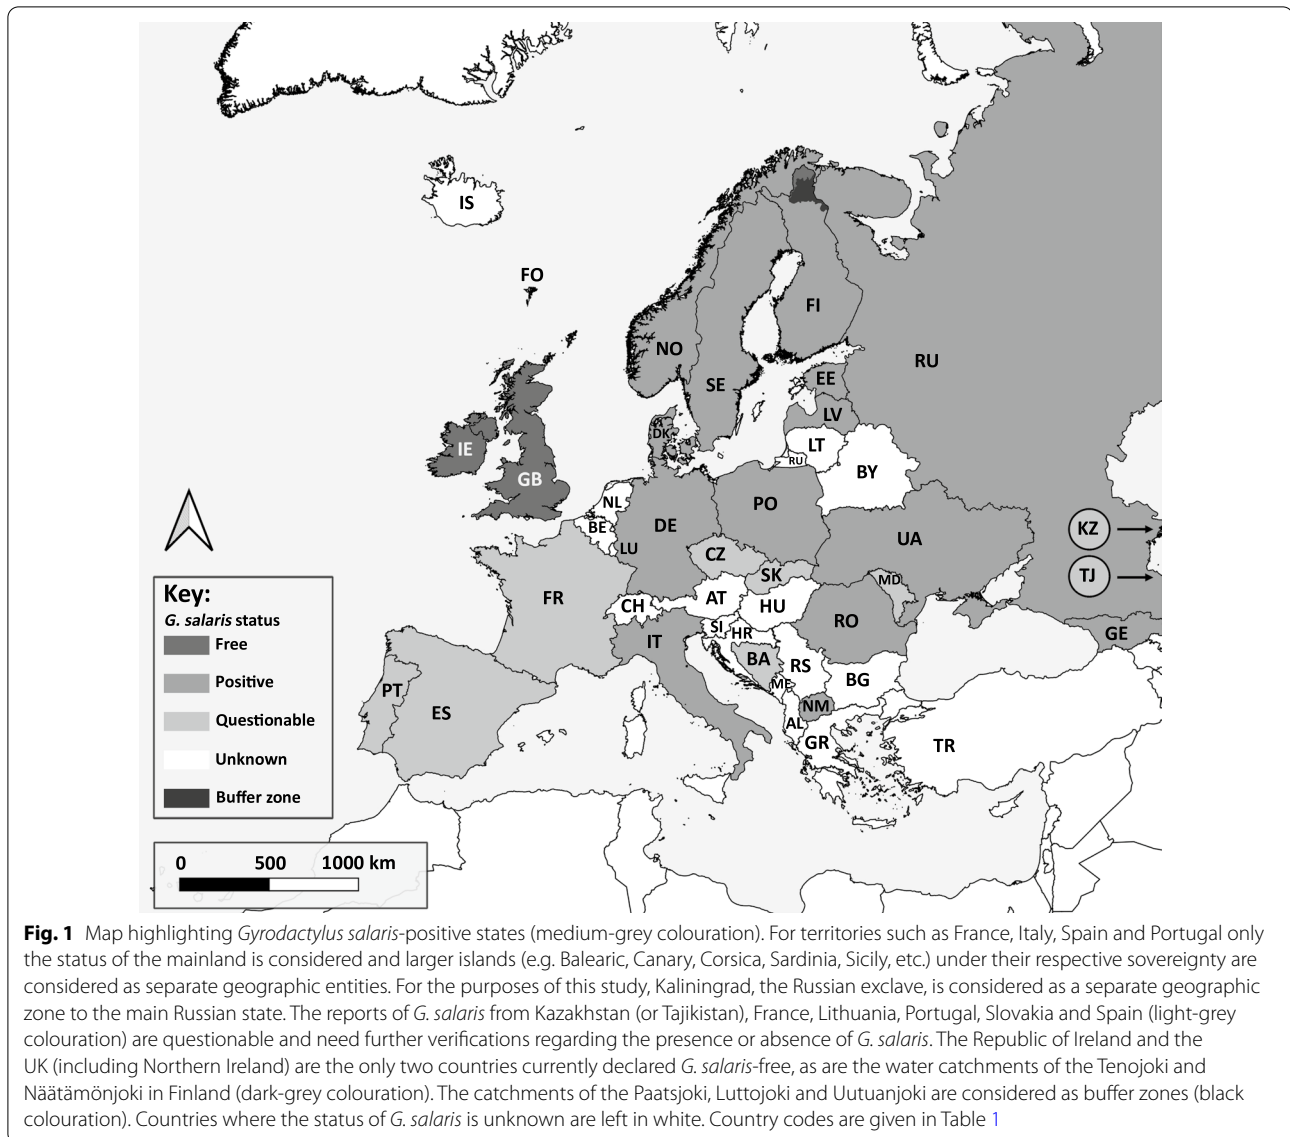 IS
FO
FI
NO
RU
SE
EE
LV
DK
LT
IE
RU
BY
GB
NL
PO
BE
DE
UA
KZ
LU
CZ
SK
MD
TJ
Key:
G. salaris status
Free
Positive
Questionable
Unknown
Buffer zone
FR
CH
AT
HU
RO
SI
HR
IT
GE
BA
RS
BG
ME
PT
ES
NM
AL
GR
TR
0 500 1000 km
Fig. 1 Map highlighting Gyrodactylus salaris-positive states (medium-grey colouration). For territories such as France, Italy, Spain and Portugal only
the status of the mainland is considered and larger islands (e.g. Balearic, Canary, Corsica, Sardinia, Sicily, etc.) under their respective sovereignty are
considered as separate geographic entities. For the purposes of this study, Kaliningrad, the Russian exclave, is considered as a separate geographic
zone to the main Russian state. The reports of G. salaris from Kazakhstan (or Tajikistan), France, Lithuania, Portugal, Slovakia and Spain (light-grey
colouration) are questionable and need further verifications regarding the presence or absence of G. salaris. The Republic of Ireland and the
UK (including Northern Ireland) are the only two countries currently declared G. salaris-free, as are the water catchments of the Tenojoki and
Näätämönjoki in Finland (dark-grey colouration). The catchments of the Paatsjoki, Luttojoki and Uutuanjoki are considered as buffer zones (black
colouration). Countries where the status of G. salaris is unknown are left in white. Country codes are given in Table 1